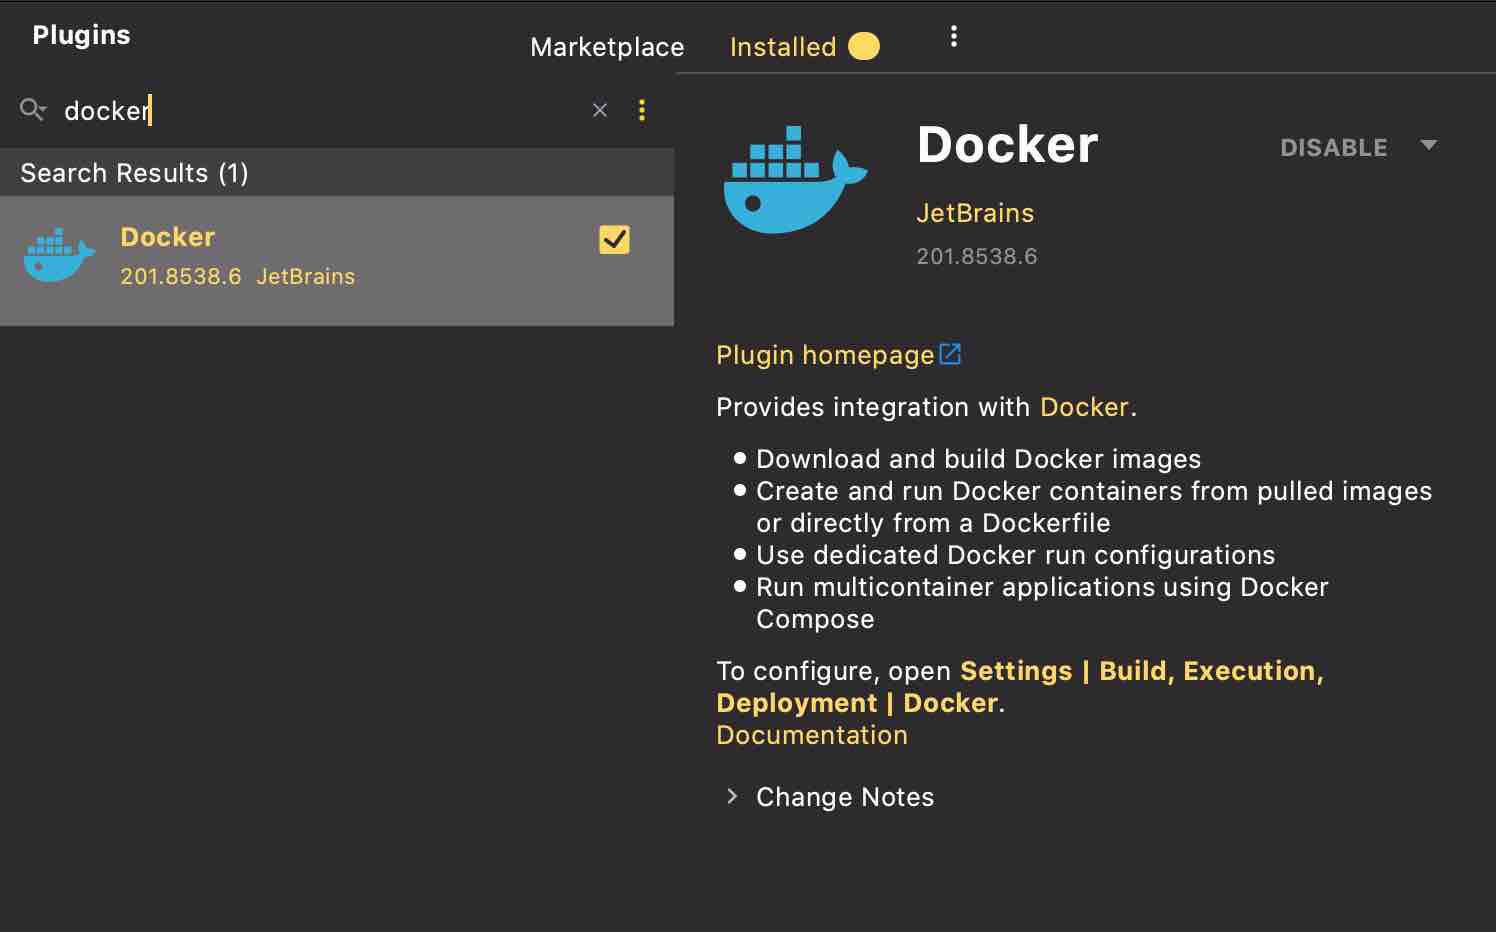 Plugins
Marketplace
Installed
docker
Search Results (1)
Docker
201.8538.6 JetBrains
Docker
DISABLE
JetBrains
201.8538.6
Plugin homepage
Provides integration with Docker.
Download and build Docker images
Create and run Docker containers from pulled images
or directly from a Dockerfile
Use dedicated Docker run configurations
Run multicontainer applications using Docker
Compose
To configure, open Settings | Build, Execution,
Deployment | Docker.
Documentation
Change Notes